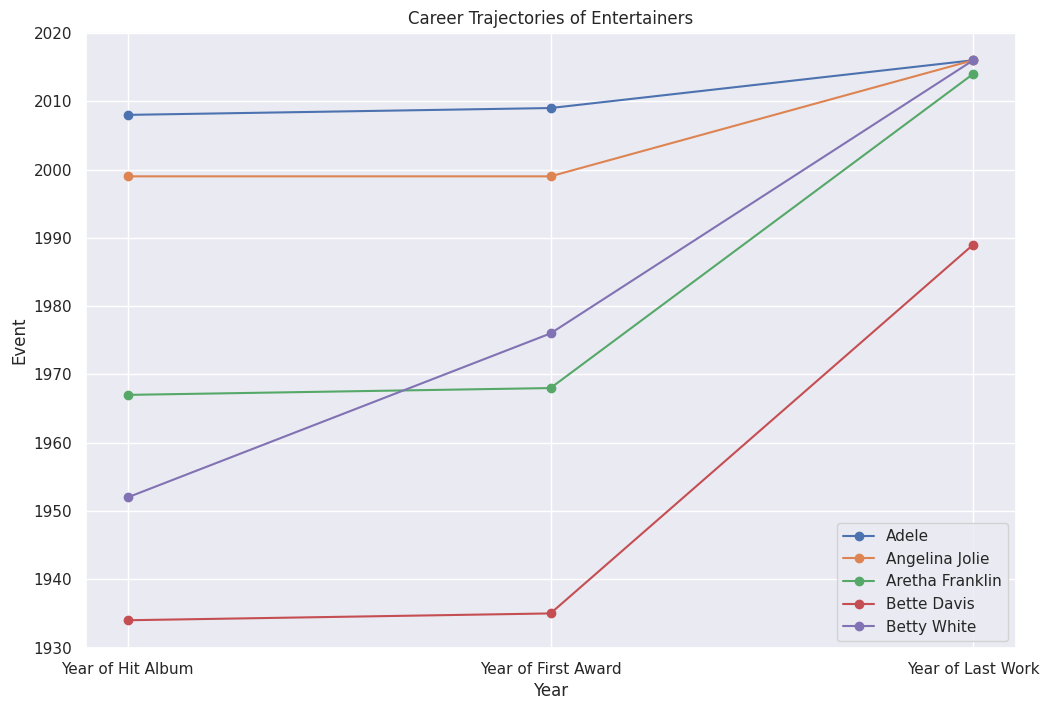 Career Trajectories of Entertainers
2020
2010
2000
1990
1980
1970
1960
1950
1940
1930
Event
Adele
Angelina Jolie
Aretha Franklin
Bette Davis
Betty White
Year of Hit Album Year of First Award Year of Last Work
Year